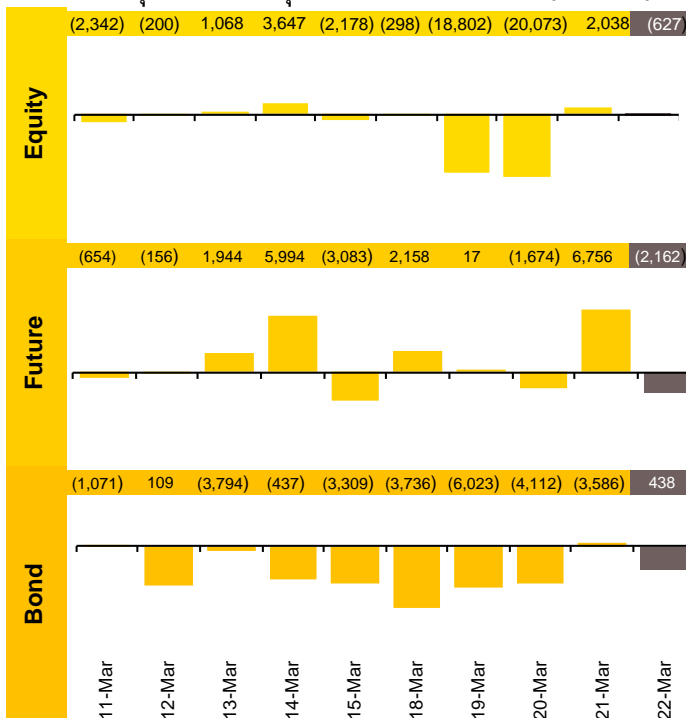 (2,342) (200) 1,068 3,647 (2,178) (298) (18,802) (20,073) 2,038 (627)
Equity
(654) (156) 1,944 5,994 (3,083) 2,158 17 (1,674) 6,756 (2,162)
Future
(1,071) 109 (3,794) (437) (3,309) (3,736) (6,023) (4,112) (3,586) 438
Bond
11-Mar 12-Mar 13-Mar 14-Mar 15-Mar 18-Mar 19-Mar 20-Mar 21-Mar 22-Mar